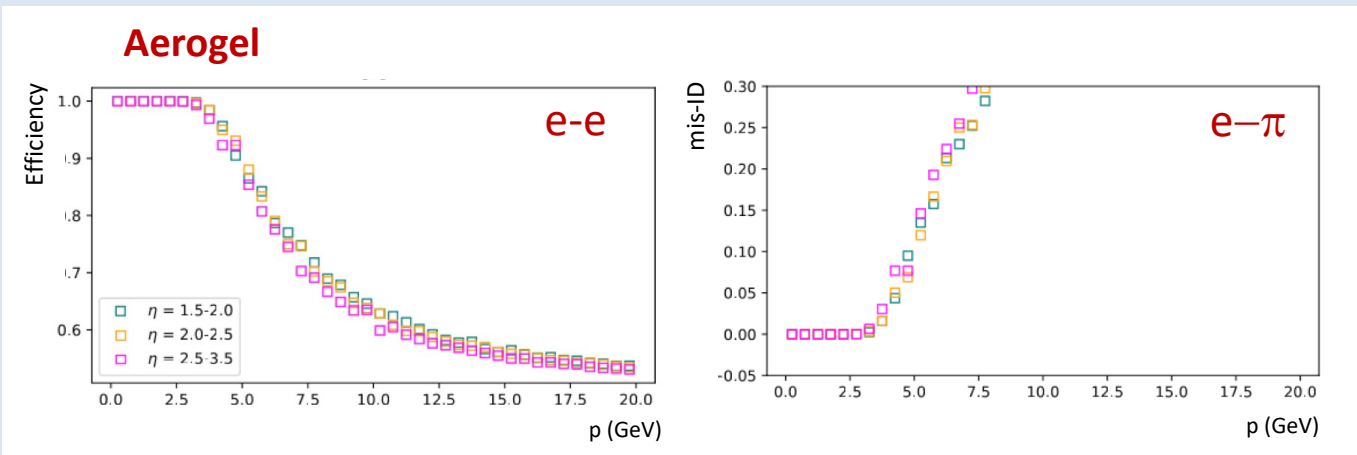 Aerogel
Efficiency
1.0
.9
.8
.7
0.6
e-e
η = 1.5-2.0
η = 2.0-2.5
η = 2.5-3.5
0.0 2.5 5.0 7.5 10.0 12.5 15.0 17.5 20.0
p (GeV)
mis-ID
0.30
0.25
0.20
0.15
0.10
0.05
0.00
-0.05
e−π
0.0 2.5 5.0 7.5 10.0 12.5 15.0 17.5 20.0
p (GeV)